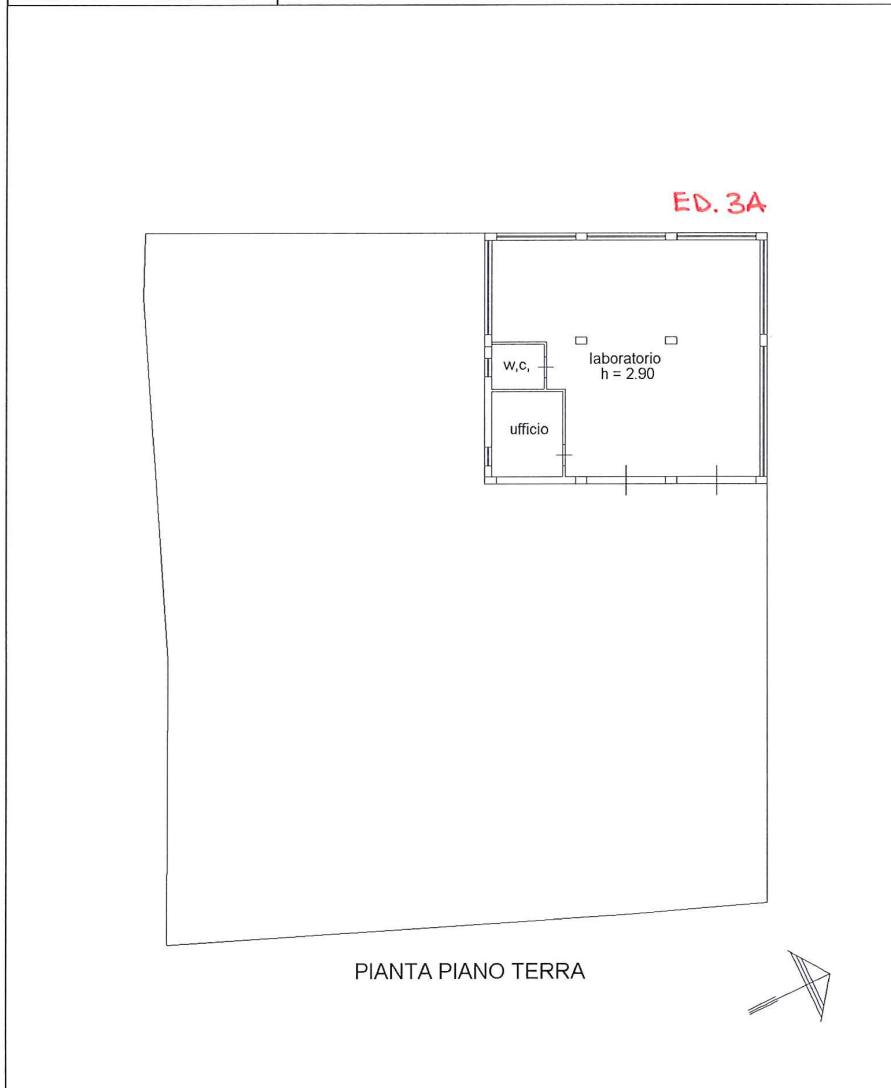 ED. 3A
laboratorio
h = 2.90
w,c,
ufficio
PIANTA PIANO TERRA